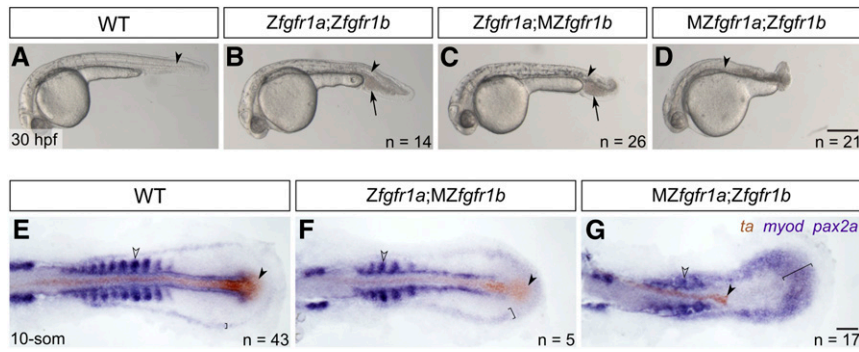 WT
Zfgfr1a;Zfgfr1b
Zfgfr1a;MZfgfr1b
MZfgfr1a;Zfgfr1b
A
30 hpf
B
n = 14
C
n = 26
D
n = 21
WT
Zfgfr1a;MZfgfr1b
MZfgfr1a;Zfgfr1b
E
10-som
n = 43
F
n = 5
G
ta myod pax2a
n = 17